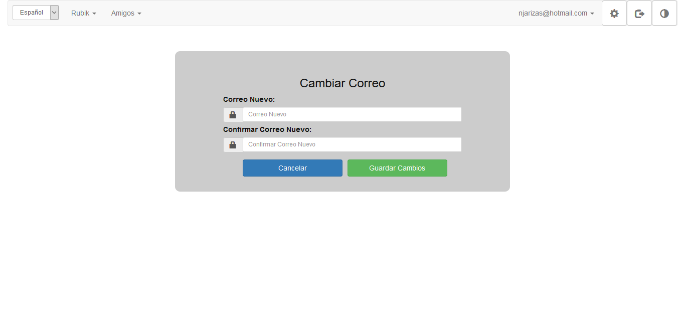 Español Rubik Amigos njarizas@hotmail.com
Cambiar Correo
Correo Nuevo:
Correo Nuevo
Confirmar Correo Nuevo:
Confirmar Correo Nuevo
Cancelar Guardar Cambios